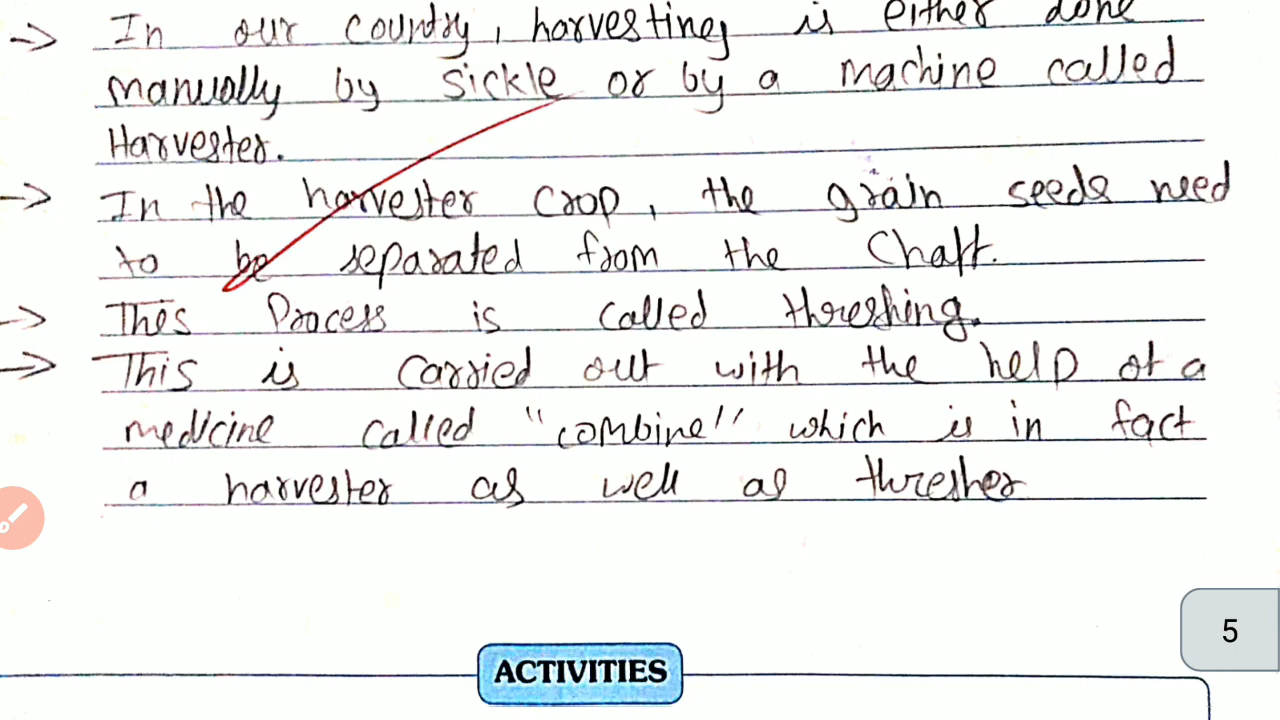 → In our country, harvesting is either done
manually by sickle or by a machine called
Harvester.
→ In the harvester crop, the grain seeds need
to be separated from the Chaff.
→ This Process is called threshing.
→ This is carried out with the help of a
medicine called "combine" which is in fact
a harvester as well as thresher
5
ACTIVITIES